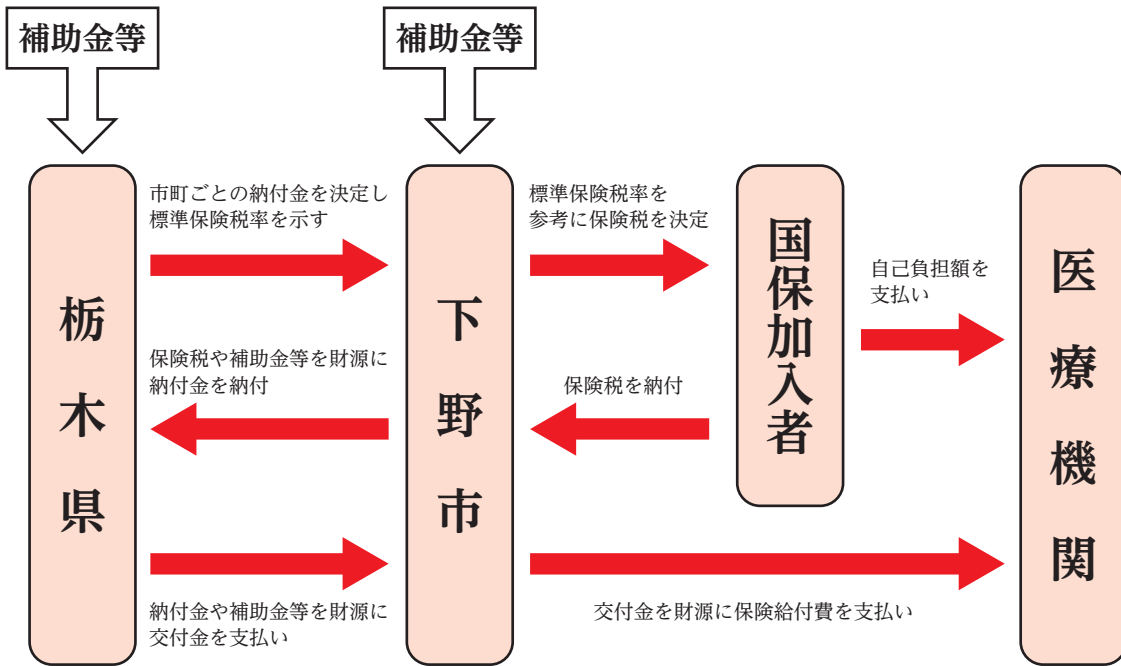 補助金等
補助金等
栃木県
市町ごとの納付金を決定し
標準保険税率を示す
保険税や補助金等を財源に
納付金を納付
納付金や補助金等を財源に
交付金を支払い
下野市
標準保険税率を
参考に保険税を決定
保険税を納付
国保加入者
自己負担額を
支払い
交付金を財源に保険給付費を支払い
医療機関